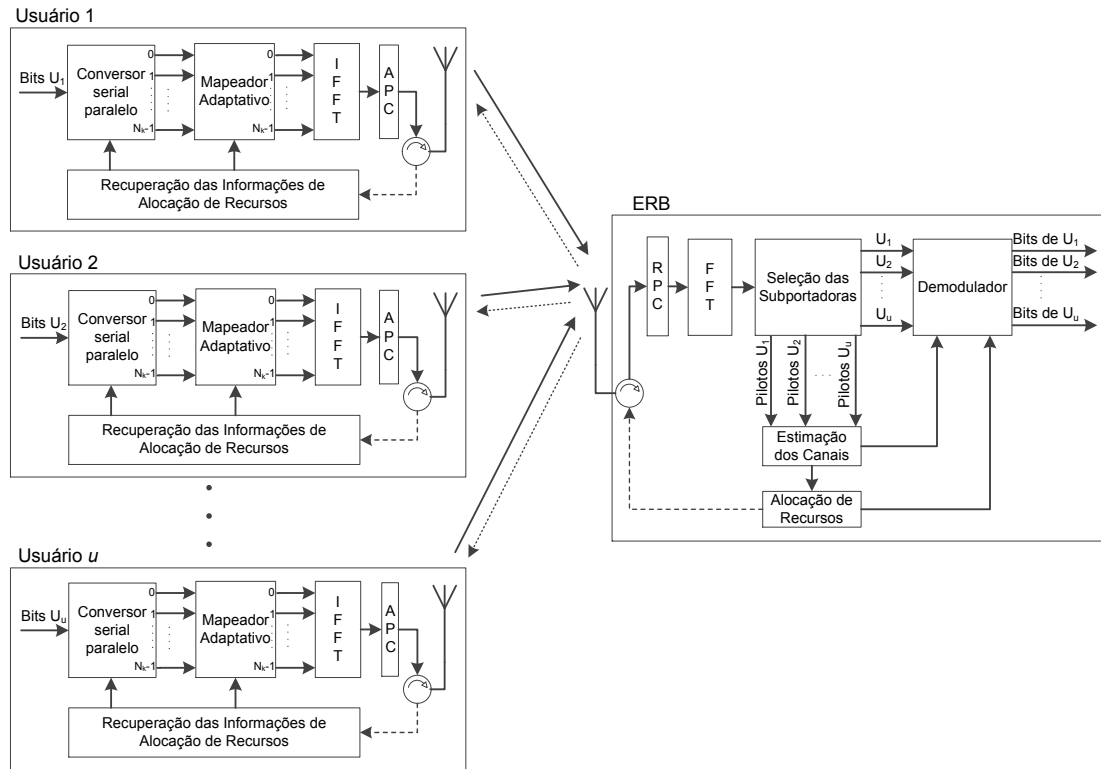 Usuário 1
Bits U1
Conversor
serial
paralelo
0
1
Nk-1
Mapeador
Adaptativo
0
1
Nk-1
I
F
F
T
A
P
C
Recuperação das Informações de
Alocação de Recursos
Usuário 2
Bits U2
Conversor
serial
paralelo
0
1
Nk-1
Mapeador
Adaptativo
0
1
Nk-1
I
F
F
T
A
P
C
Recuperação das Informações de
Alocação de Recursos
Usuário u
Bits Uu
Conversor
serial
paralelo
0
1
Nk-1
Mapeador
Adaptativo
0
1
Nk-1
I
F
F
T
A
P
C
Recuperação das Informações de
Alocação de Recursos
ERB
R
P
C
F
F
T
Seleção das
Subportadoras
U1
U2
Uu
Demodulador
Bits de U1
Bits de U2
Bits de Uu
Pilotos U1
Pilotos U2
Pilotos Uu
Estimação
dos Canais
Alocação de
Recursos